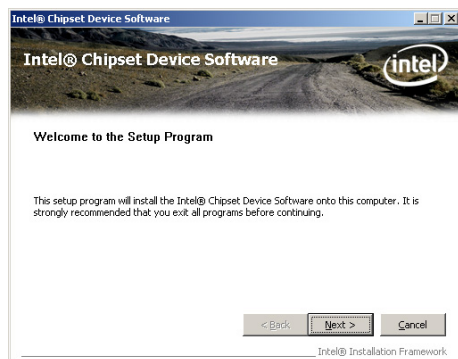 Intel® Chipset Device Software
Intel® Chipset Device Software
intel
Welcome to the Setup Program
This setup program will install the Intel® Chipset Device Software onto this computer. It is
strongly recommended that you exit all programs before continuing.
< Back Next > Cancel
Intel® Installation Framework